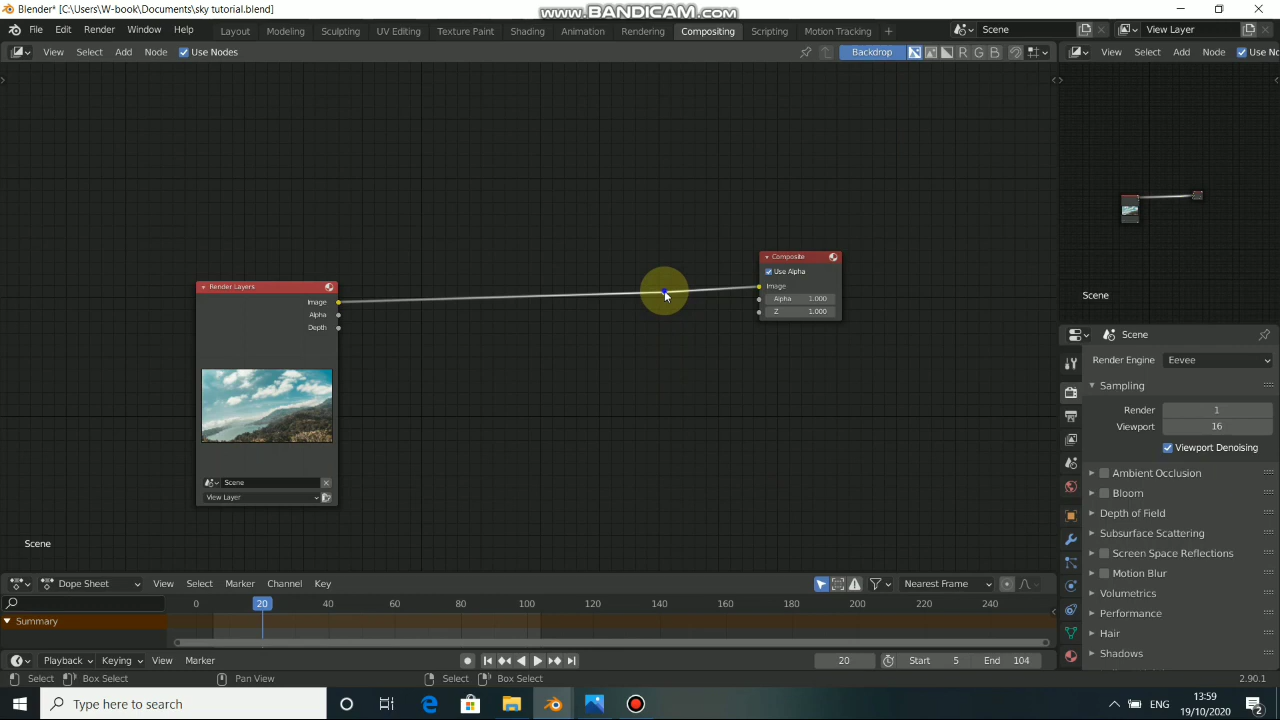 Blender* [C:\Users\W-book\Documents\sky tutorial.blend]
www.BANDICAM.com
File Edit Render Window Help
Layout Modeling Sculpting UV Editing Texture Paint Shading Animation Rendering Compositing Scripting Motion Tracking +
Scene
View Layer
View Select Add Node Use Nodes
Backdrop
R G B
View Select Add Node Use No
Render Layers
Image
Alpha
Depth
Scene
View Layer
Composite
Use Alpha
Image
Alpha 1.000
Z 1.000
Scene
Scene
Scene
Render Engine Eevee
Sampling
Render 1
Viewport 16
Viewport Denoising
Ambient Occlusion
Bloom
Depth of Field
Subsurface Scattering
Screen Space Reflections
Motion Blur
Volumetrics
Performance
Hair
Shadows
Dope Sheet View Select Marker Channel Key
Nearest Frame
0 20 40 60 80 100 120 140 160 180 200 220 240
Summary
Playback Keying View Marker
20 Start 5 End 104
Select Box Select Pan View Select Box Select
2.90.1
Type here to search
ENG
13:59
19/10/2020
2